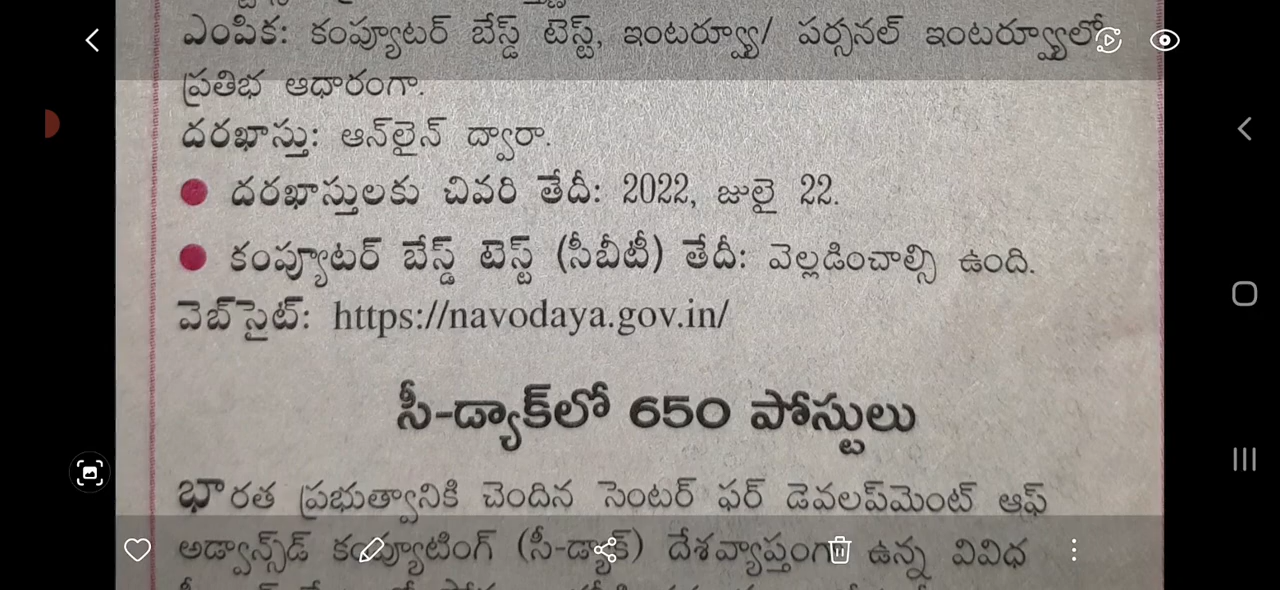 ఎంపిక: కంప్యూటర్ బేస్డ్ టెస్ట్, ఇంటర్వ్యూ/ పర్సనల్ ఇంటర్వ్యూలో
ప్రతిభ ఆధారంగా.
దరఖాస్తు: ఆన్‌లైన్ ద్వారా.
దరఖాస్తులకు చివరి తేదీ: 2022, జులై 22.
కంప్యూటర్ బేస్డ్ టెస్ట్ (సీబీటీ) తేదీ: వెల్లడించాల్సి ఉంది.
వెబ్‌సైట్: https://navodaya.gov.in/
సీ-డ్యాక్‌లో 650 పోస్టులు
భారత ప్రభుత్వానికి చెందిన సెంటర్ ఫర్ డెవలప్‌మెంట్ ఆఫ్
అడ్వాన్స్‌డ్ కంప్యూటింగ్ (సీ-డ్యాక్) దేశవ్యాప్తంగా ఉన్న వివిధ